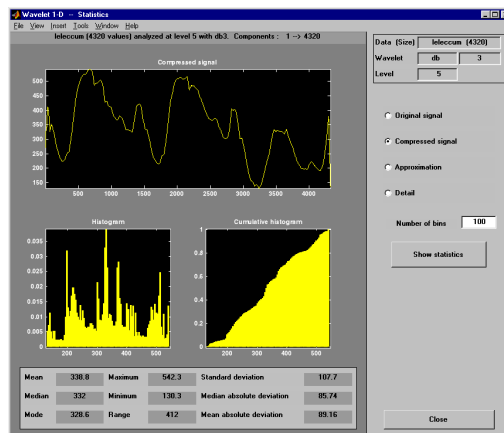 Wavelet 1-D -- Statistics
File View Insert Tools Window Help
leleccum (4320 values) analyzed at level 5 with db3. Components : 1 --> 4320
Compressed signal
500
450
400
350
300
250
200
150
500 1000 1500 2000 2500 3000 3500 4000
Histogram
0.035
0.03
0.025
0.02
0.015
0.01
0.005
0
200 300 400 500
Cumulative histogram
1
0.8
0.6
0.4
0.2
0
200 300 400 500
Mean 338.8 Maximum 542.3 Standard deviation 107.7
Median 332 Minimum 130.3 Median absolute deviation 85.74
Mode 328.6 Range 412 Mean absolute deviation 89.16
Data (Size) leleccum (4320)
Wavelet db 3
Level 5
Original signal
Compressed signal
Approximation
Detail
Number of bins 100
Show statistics
Close